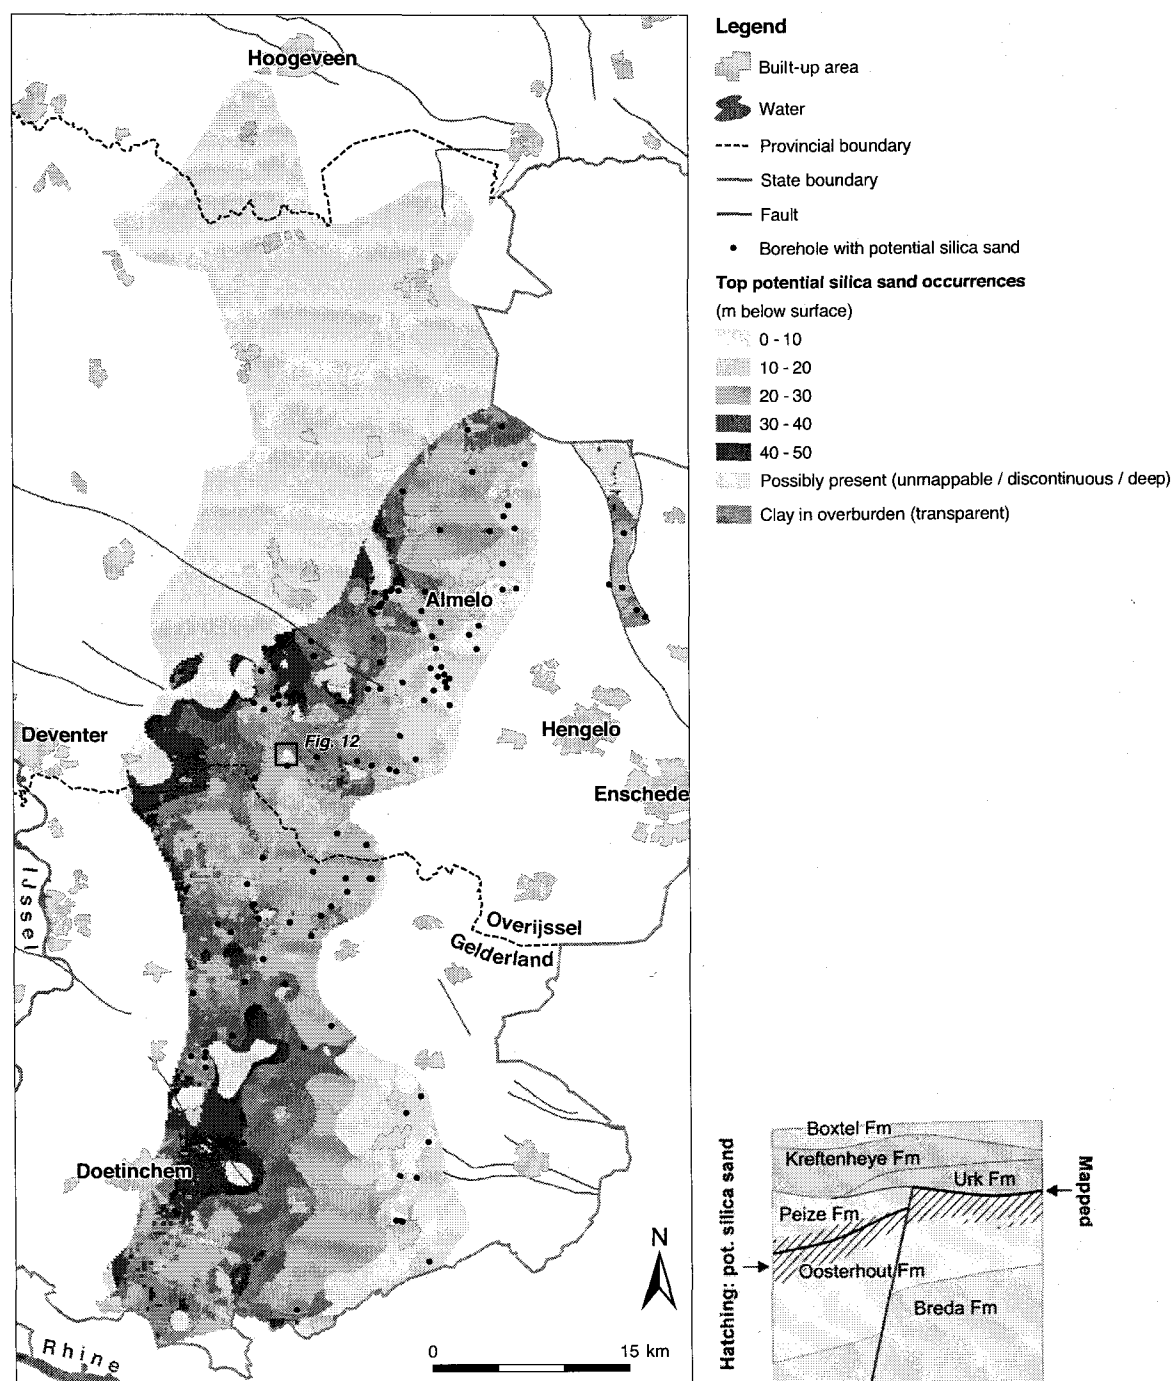 Hoogeveen
Almelo
Fig. 12
Deventer
Hengelo
Enschede
IJssel
Overijssel
Gelderland
Doetinchem
Rhine
N
0 15 km
Legend
Built-up area
Water
Provincial boundary
State boundary
Fault
Borehole with potential silica sand
Top potential silica sand occurrences
(m below surface)
0 - 10
10 - 20
20 - 30
30 - 40
40 - 50
Possibly present (unmappable / discontinuous / deep)
Clay in overburden (transparent)
Hatching: pot. silica sand
Boxtel Fm
Kreftenheye Fm
Urk Fm
Peize Fm
Oosterhout Fm
Breda Fm
Mapped